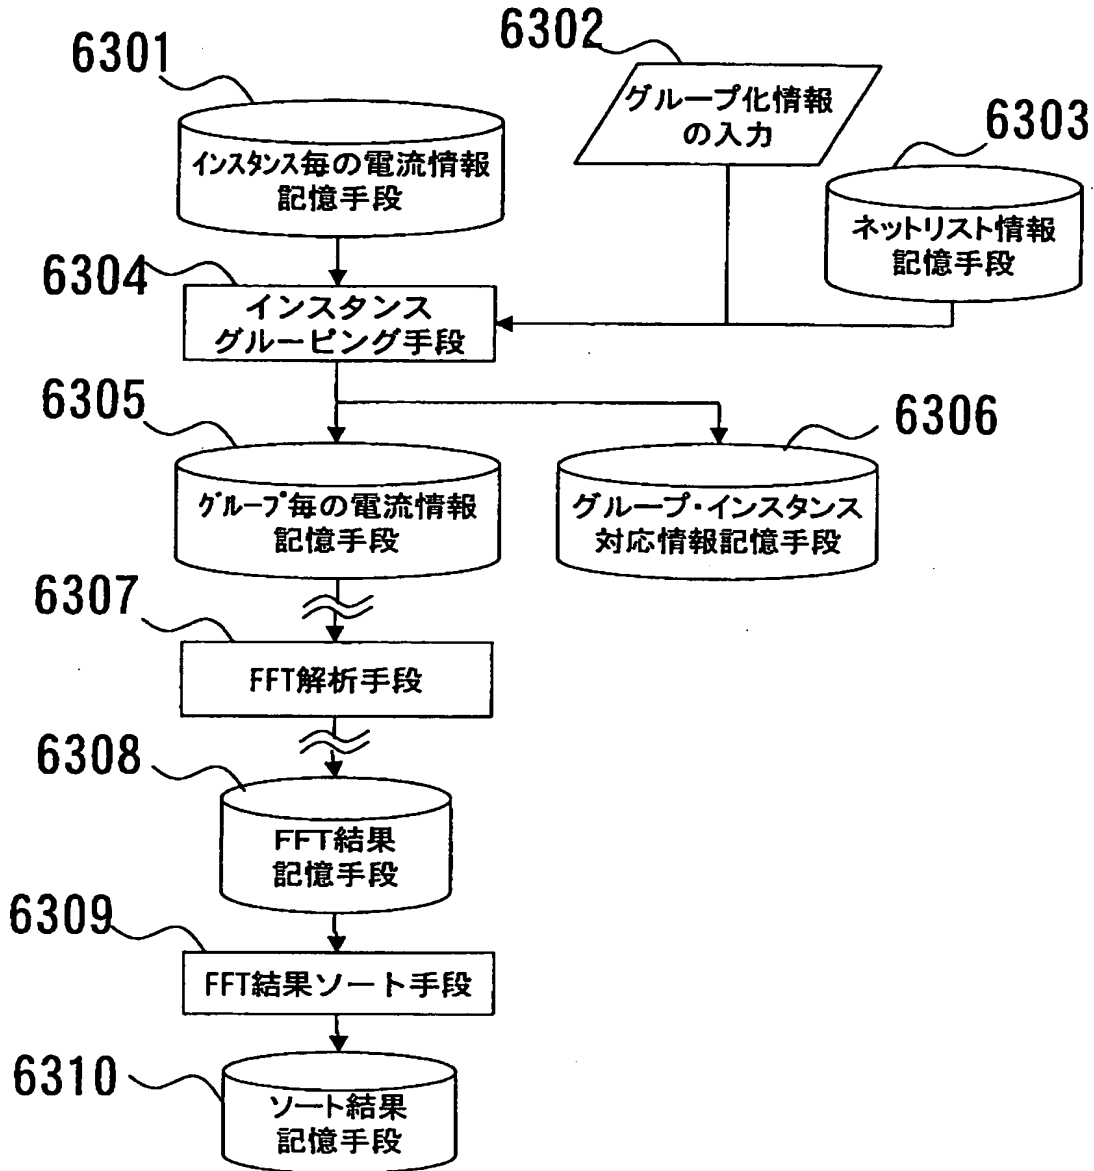 6301
インスタンス毎の電流情報
記憶手段
6302
グループ化情報
の入力
6303
ネットリスト情報
記憶手段
6304
インスタンス
グルーピング手段
6305
グループ毎の電流情報
記憶手段
6306
グループ・インスタンス
対応情報記憶手段
6307
FFT解析手段
6308
FFT結果
記憶手段
6309
FFT結果ソート手段
6310
ソート結果
記憶手段